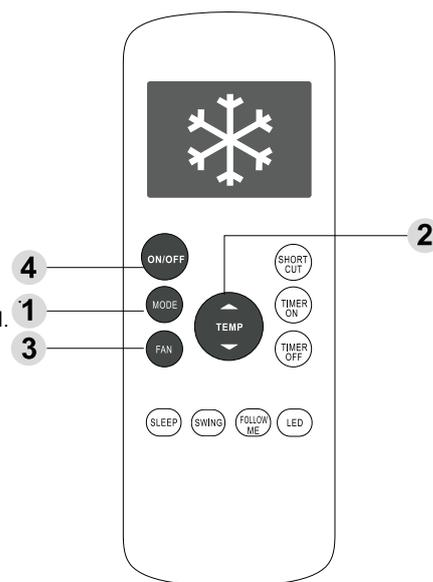 2
4
ON/OFF
SHORT
CUT
l.
1
MODE
TEMP
TIMER
ON
3
FAN
TIMER
OFF
SLEEP
SWING
FOLLOW
ME
LED